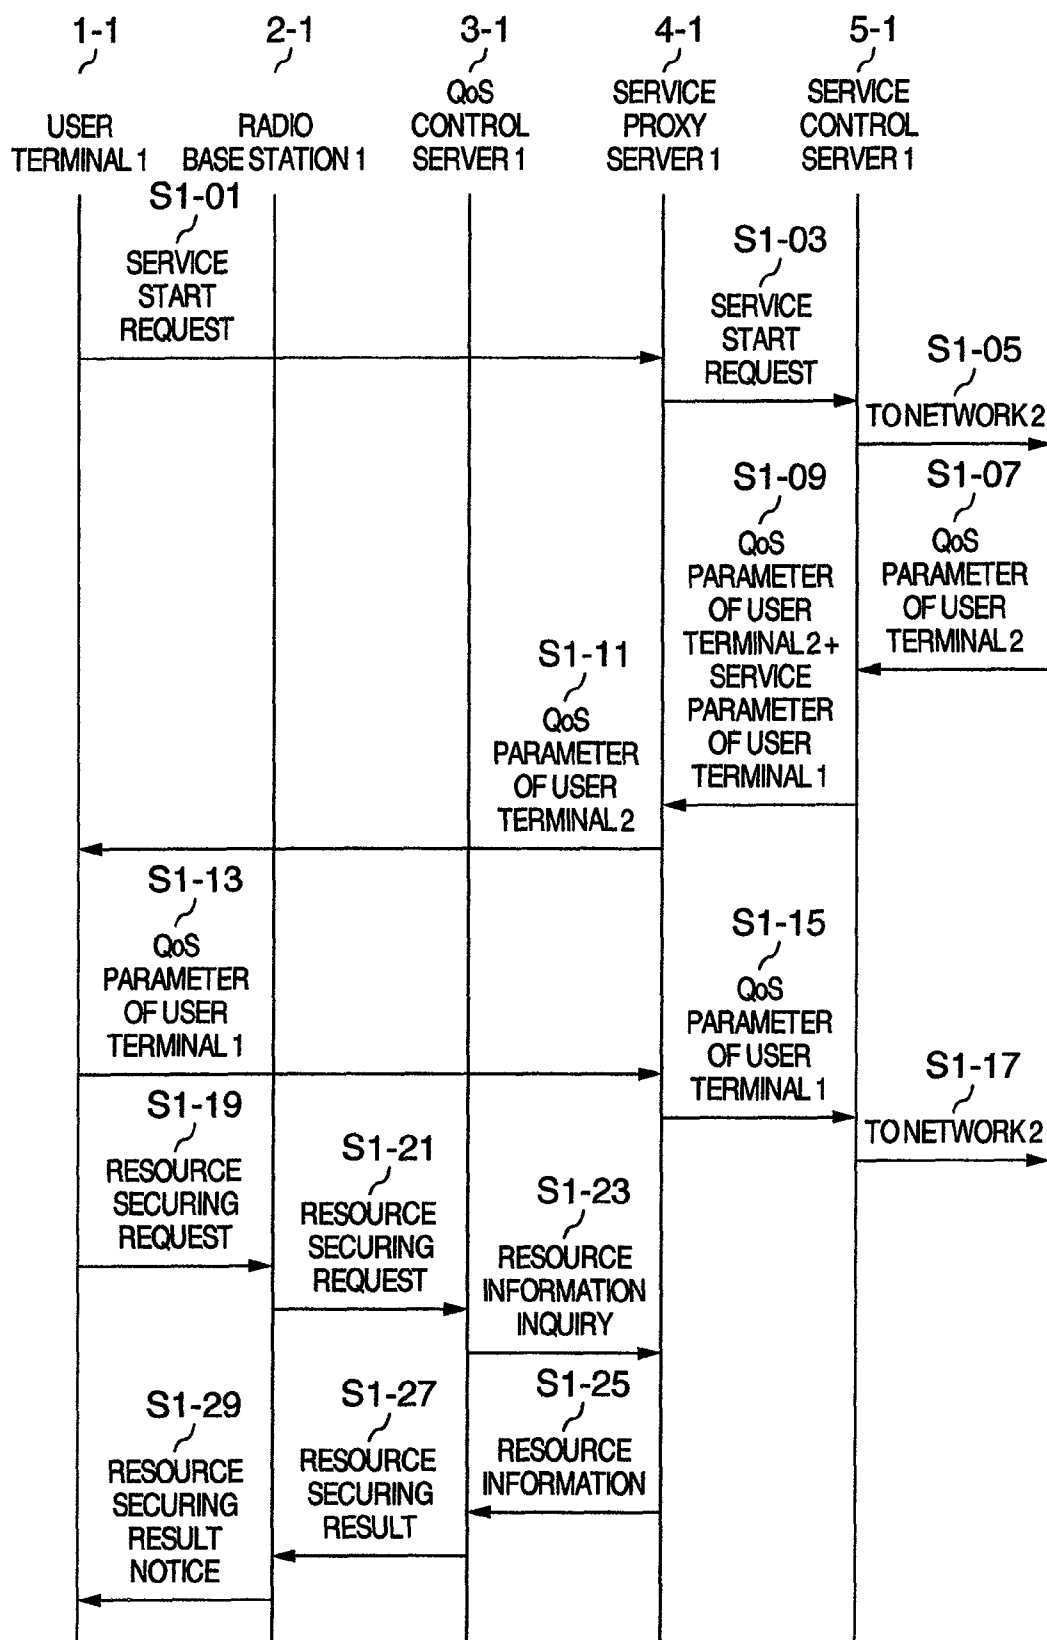 1-1
2-1
3-1
4-1
5-1
USER
TERMINAL 1
RADIO
BASE STATION 1
QoS
CONTROL
SERVER 1
SERVICE
PROXY
SERVER 1
SERVICE
CONTROL
SERVER 1
S1-01
SERVICE
START
REQUEST
S1-03
SERVICE
START
REQUEST
S1-05
TO NETWORK 2
S1-07
QoS
PARAMETER
OF USER
TERMINAL 2
S1-09
QoS
PARAMETER
OF USER
TERMINAL 2 +
SERVICE
PARAMETER
OF USER
TERMINAL 1
S1-11
QoS
PARAMETER
OF USER
TERMINAL 2
S1-13
QoS
PARAMETER
OF USER
TERMINAL 1
S1-15
QoS
PARAMETER
OF USER
TERMINAL 1
S1-17
TO NETWORK 2
S1-19
RESOURCE
SECURING
REQUEST
S1-21
RESOURCE
SECURING
REQUEST
S1-23
RESOURCE
INFORMATION
INQUIRY
S1-25
RESOURCE
INFORMATION
S1-27
RESOURCE
SECURING
RESULT
S1-29
RESOURCE
SECURING
RESULT
NOTICE